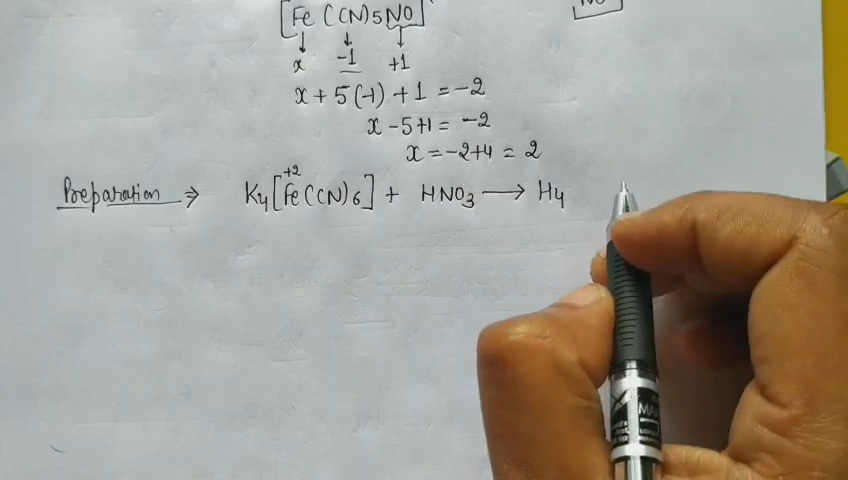 [Fe (CN)5NO]
x -1 +1
x + 5(-1) + 1 = -2
x - 5+1 = -2
x = -2+4 = 2
+2
Preparation ⇒ K4[Fe(CN)6] + HNO3 ⟶ H4